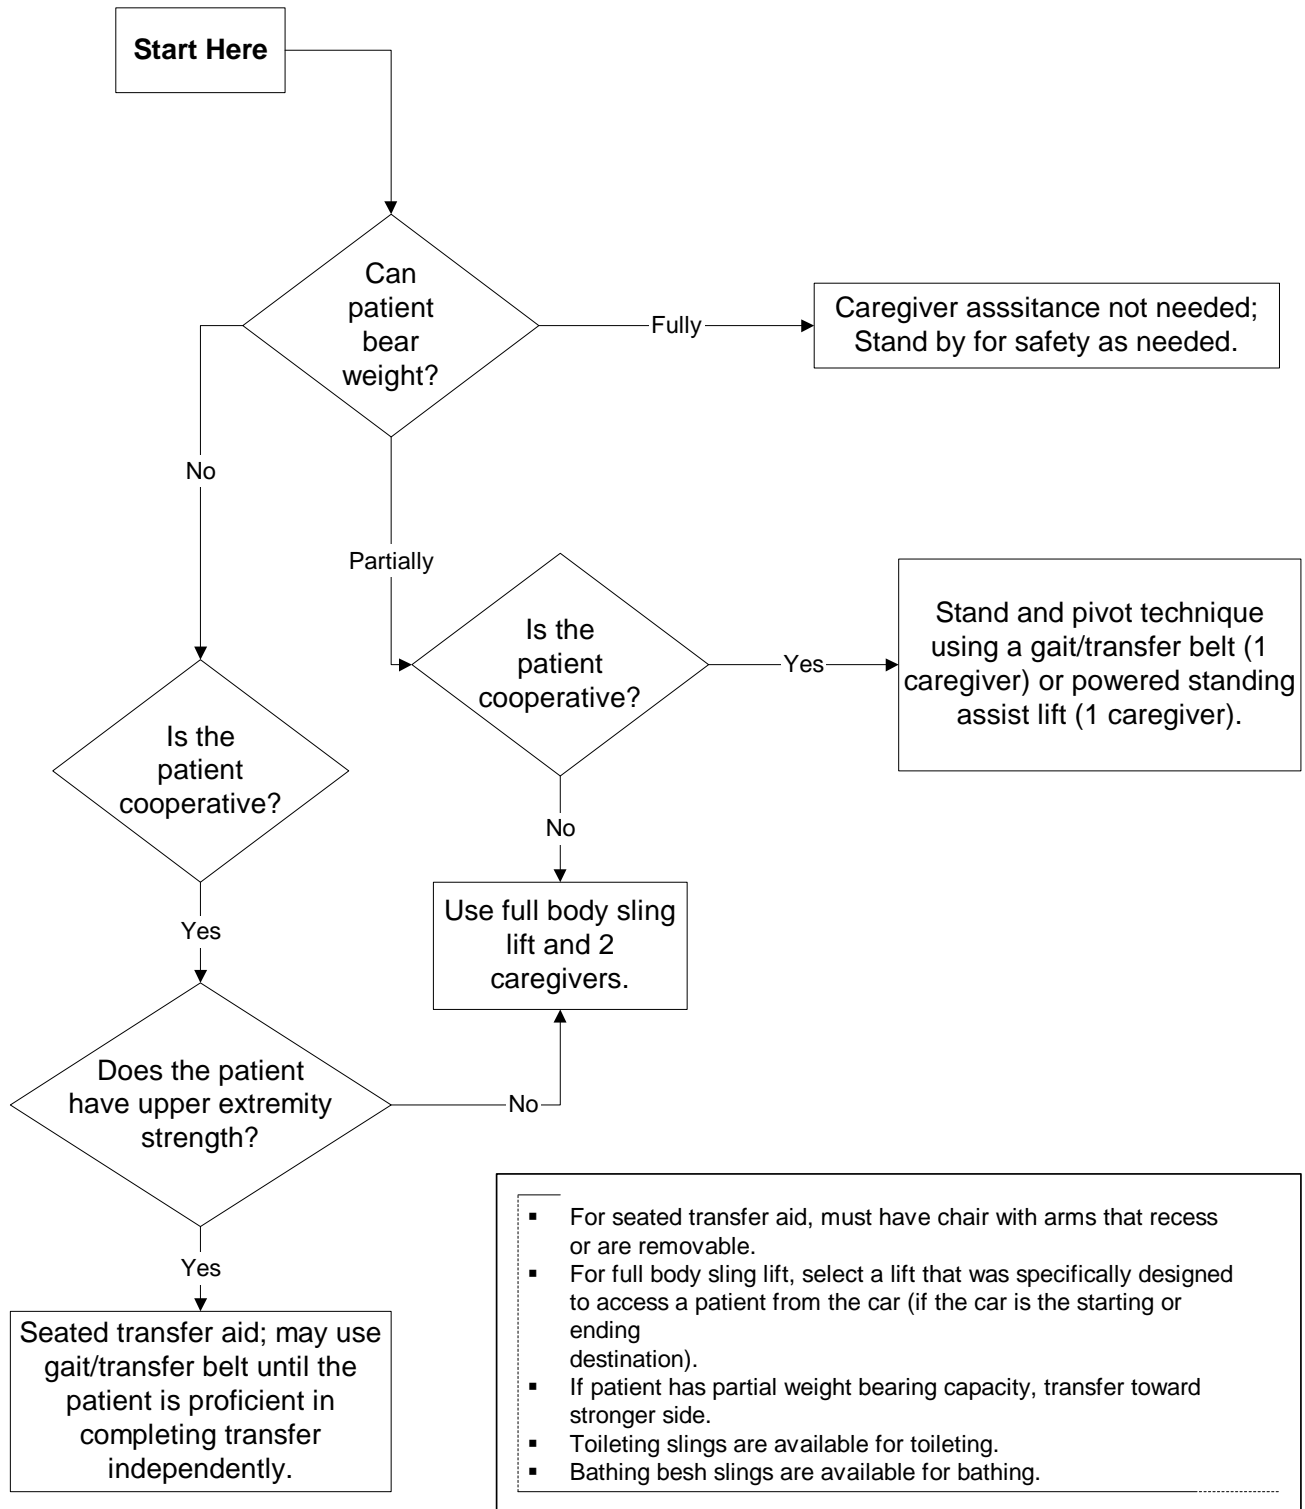 Start Here
Can
patient
bear
weight?
Fully
Caregiver asssitance not needed;
Stand by for safety as needed.
No
Partially
Is the
patient
cooperative?
Yes
Stand and pivot technique
using a gait/transfer belt (1
caregiver) or powered standing
assist lift (1 caregiver).
Is the
patient
cooperative?
No
Use full body sling
lift and 2
caregivers.
Yes
Does the patient
have upper extremity
strength?
No
Yes
Seated transfer aid; may use
gait/transfer belt until the
patient is proficient in
completing transfer
independently.
▪ For seated transfer aid, must have chair with arms that recess
or are removable.
▪ For full body sling lift, select a lift that was specifically designed
to access a patient from the car (if the car is the starting or
ending
destination).
▪ If patient has partial weight bearing capacity, transfer toward
stronger side.
▪ Toileting slings are available for toileting.
▪ Bathing besh slings are available for bathing.